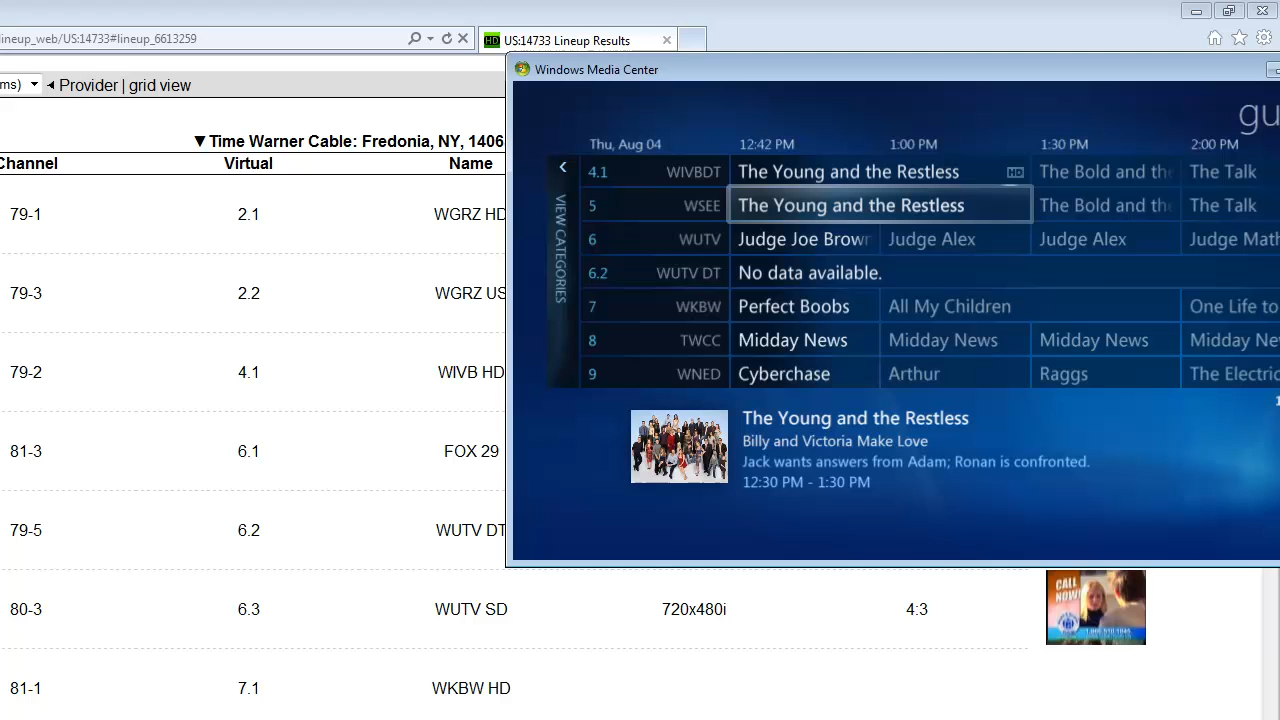 lineup_web/US:14733#lineup_6613259
US:14733 Lineup Results
ms)
Provider | grid view
Time Warner Cable: Fredonia, NY, 1406
Channel Virtual Name
79-1 2.1 WGRZ HD
79-3 2.2 WGRZ US
79-2 4.1 WIVB HD
81-3 6.1 FOX 29
79-5 6.2 WUTV DT
80-3 6.3 WUTV SD 720x480i 4:3
81-1 7.1 WKBW HD
Windows Media Center
gu
Thu, Aug 04 12:42 PM 1:00 PM 1:30 PM 2:00 PM
VIEW CATEGORIES
4.1 WIVBDT The Young and the Restless HD The Bold and the The Talk
5 WSEE The Young and the Restless The Bold and the The Talk
6 WUTV Judge Joe Brown Judge Alex Judge Alex Judge Math
6.2 WUTV DT No data available.
7 WKBW Perfect Boobs All My Children One Life to
8 TWCC Midday News Midday News Midday News Midday Ne
9 WNED Cyberchase Arthur Raggs The Electric
The Young and the Restless
Billy and Victoria Make Love
Jack wants answers from Adam; Ronan is confronted.
12:30 PM - 1:30 PM
CALL
NOW!